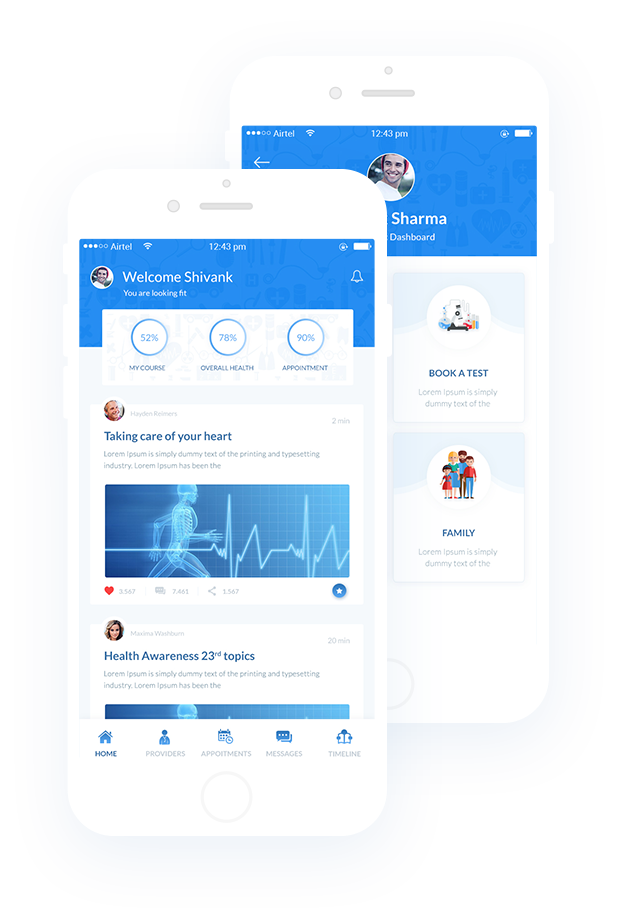 Airtel
12:43 pm
Sharma
Dashboard
BOOK A TEST
Lorem Ipsum is simply
dummy text of the
FAMILY
Lorem Ipsum is simply
dummy text of the
Airtel
12:43 pm
Welcome Shivank
You are looking fit
52%
78%
90%
MY COURSE
OVERALL HEALTH
APPOINTMENT
Hayden Reimers
2 min
Taking care of your heart
Lorem Ipsum is simply dummy text of the printing and typesetting
industry. Lorem Ipsum has been the
3.567
7.461
1.567
Maxima Washburn
20 min
Health Awareness 23rd topics
Lorem Ipsum is simply dummy text of the printing and typesetting
industry. Lorem Ipsum has been the
HOME
PROVIDERS
APPOITMENTS
MESSAGES
TIMELINE